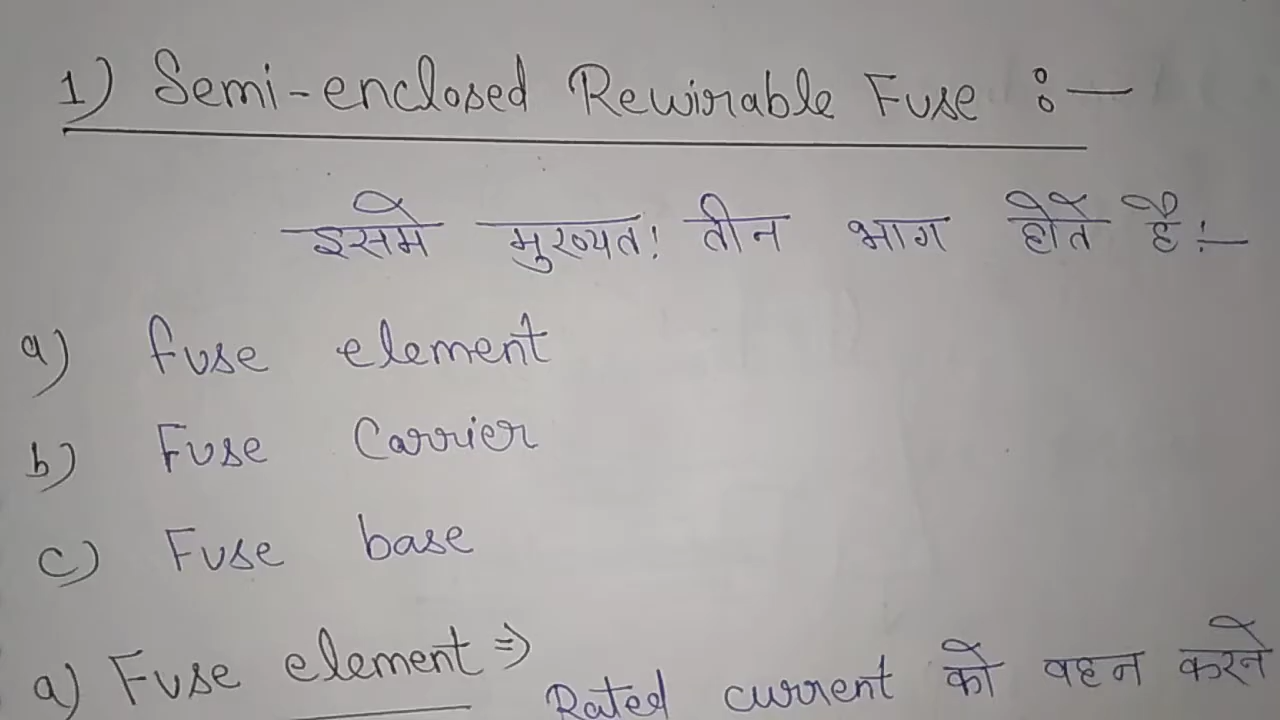 1) Semi-enclosed Rewirable Fuse :—
इसमे मुख्यत! तीन भाग होते है:—
a) fuse element
b) Fuse Carrier
c) Fuse base
a) Fuse element ⇒ Rated current को वहन करने